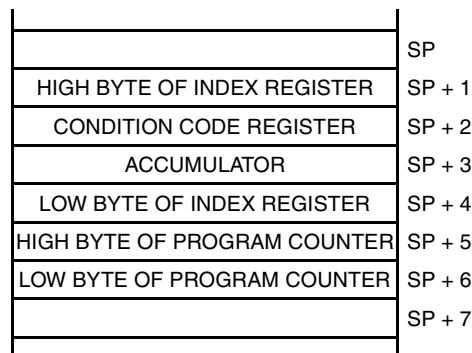 SP
HIGH BYTE OF INDEX REGISTER SP + 1
CONDITION CODE REGISTER SP + 2
ACCUMULATOR SP + 3
LOW BYTE OF INDEX REGISTER SP + 4
HIGH BYTE OF PROGRAM COUNTER SP + 5
LOW BYTE OF PROGRAM COUNTER SP + 6
SP + 7